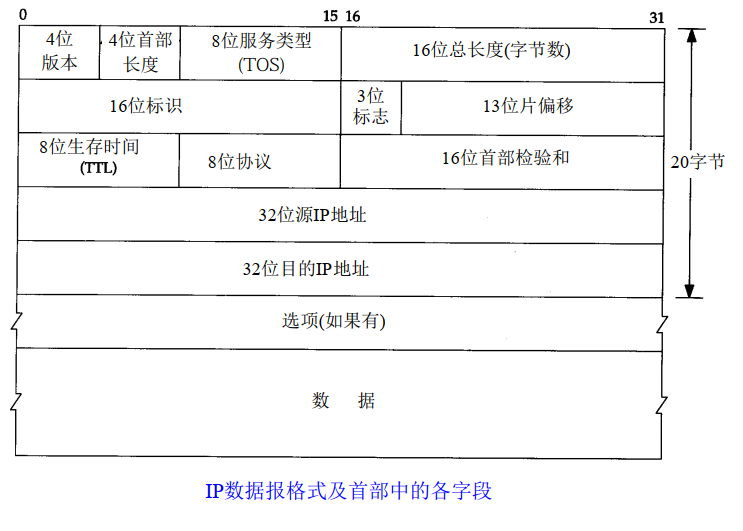 0 15 16 31
4位 4位首部 8位服务类型 16位总长度(字节数)
版本 长度 (TOS)
16位标识 3位 13位片偏移
标志
8位生存时间 8位协议 16位首部检验和 20字节
(TTL)
32位源IP地址
32位目的IP地址
选项(如果有)
数 据
IP数据报格式及首部中的各字段